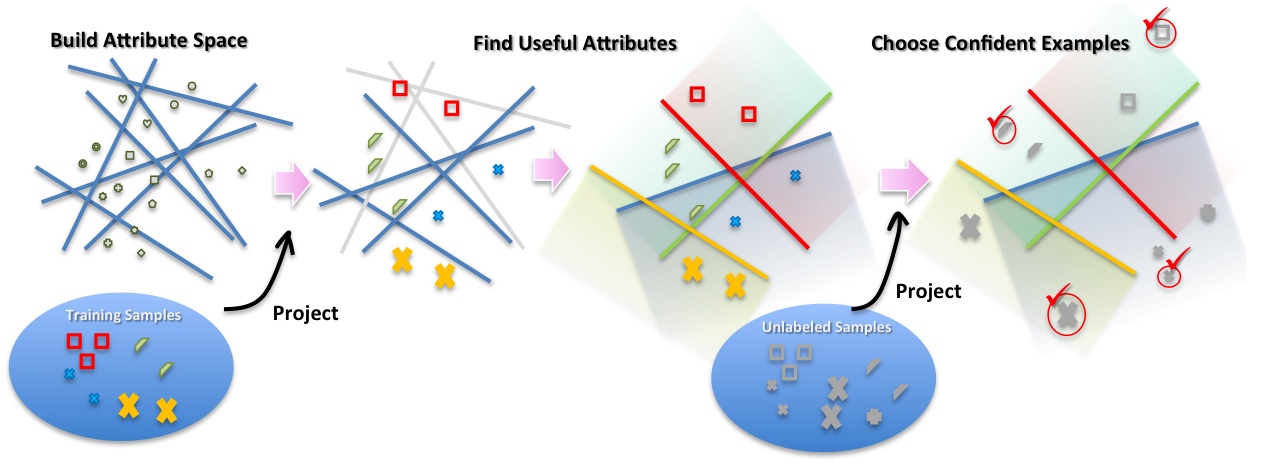 Build Attribute Space
Find Useful Attributes
Choose Confident Examples
Training Samples
Project
Project
Unlabeled Samples